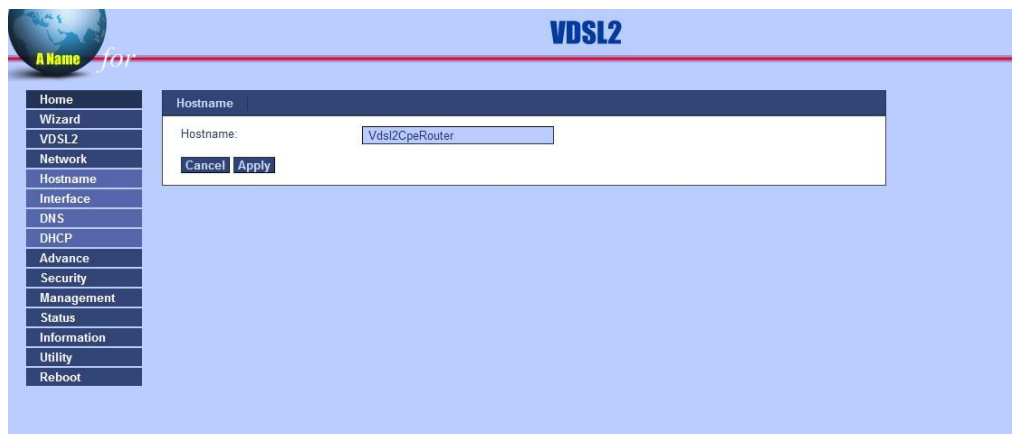 VDSL2
A Name for
Home
Wizard
VDSL2
Network
Hostname
Interface
DNS
DHCP
Advance
Security
Management
Status
Information
Utility
Reboot
Hostname
Hostname: Vdsl2CpeRouter
Cancel Apply